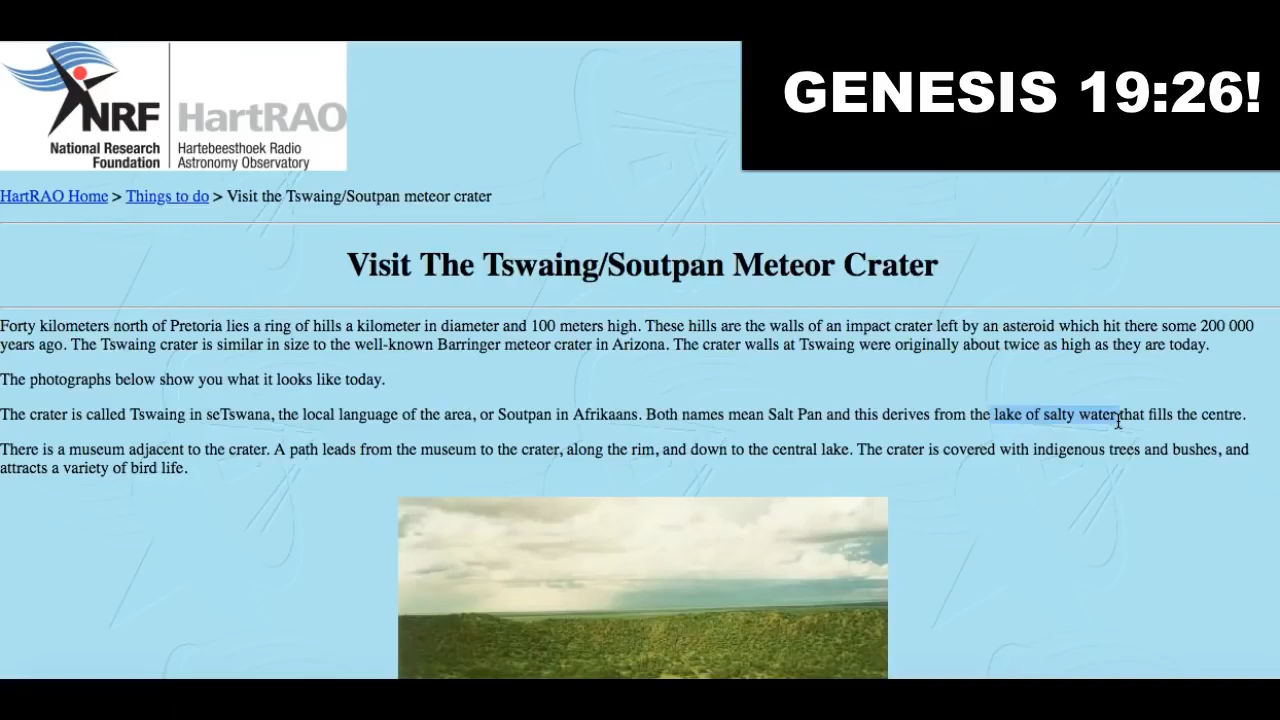 GENESIS 19:26!
NRF
HartRAO
National Research
Foundation
Hartebeesthoek Radio
Astronomy Observatory
HartRAO Home > Things to do > Visit the Tswaing/Soutpan meteor crater
Visit The Tswaing/Soutpan Meteor Crater
Forty kilometers north of Pretoria lies a ring of hills a kilometer in diameter and 100 meters high. These hills are the walls of an impact crater left by an asteroid which hit there some 200 000
years ago. The Tswaing crater is similar in size to the well-known Barringer meteor crater in Arizona. The crater walls at Tswaing were originally about twice as high as they are today.
The photographs below show you what it looks like today.
The crater is called Tswaing in seTswana, the local language of the area, or Soutpan in Afrikaans. Both names mean Salt Pan and this derives from the lake of salty water that fills the centre.
There is a museum adjacent to the crater. A path leads from the museum to the crater, along the rim, and down to the central lake. The crater is covered with indigenous trees and bushes, and
attracts a variety of bird life.